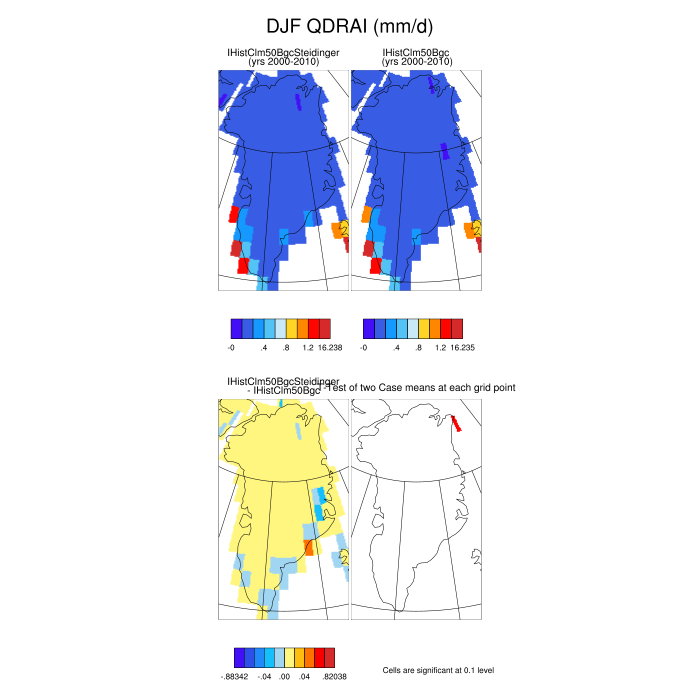 DJF QDRAI (mm/d)
IHistClm50BgcSteidinger
(yrs 2000-2010)
IHistClm50Bgc
(yrs 2000-2010)
-0 .4 .8 1.2 16.238
-0 .4 .8 1.2 16.235
IHistClm50BgcSteidinger
- IHistClm50Bgc
T-Test of two Case means at each grid point
-.88342 -.04 .00 .04 .82038
Cells are significant at 0.1 level